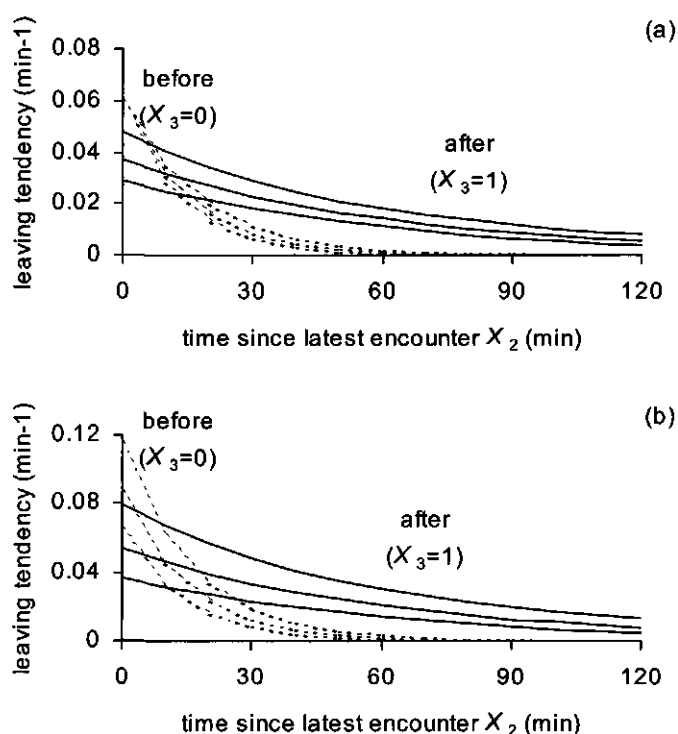 (a)
0.08
before
(X3=0)
0.06
after
(X3=1)
0.04
0.02
0
leaving tendency (min-1)
0 30 60 90 120
time since latest encounter X2 (min)
(b)
0.12
before
(X3=0)
0.08
after
(X3=1)
0.04
0
leaving tendency (min-1)
0 30 60 90 120
time since latest encounter X2 (min)